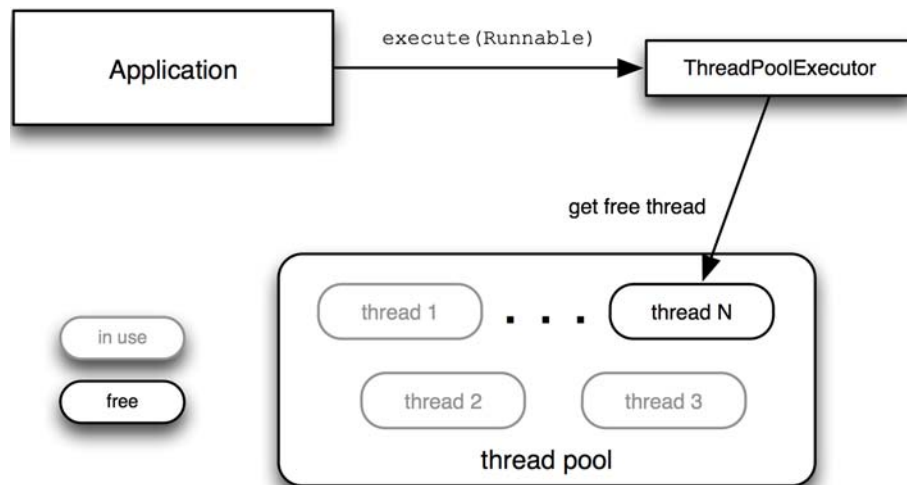 execute(Runnable)
Application
ThreadPoolExecutor
get free thread
thread 1
. . .
thread N
in use
thread 2
thread 3
free
thread pool